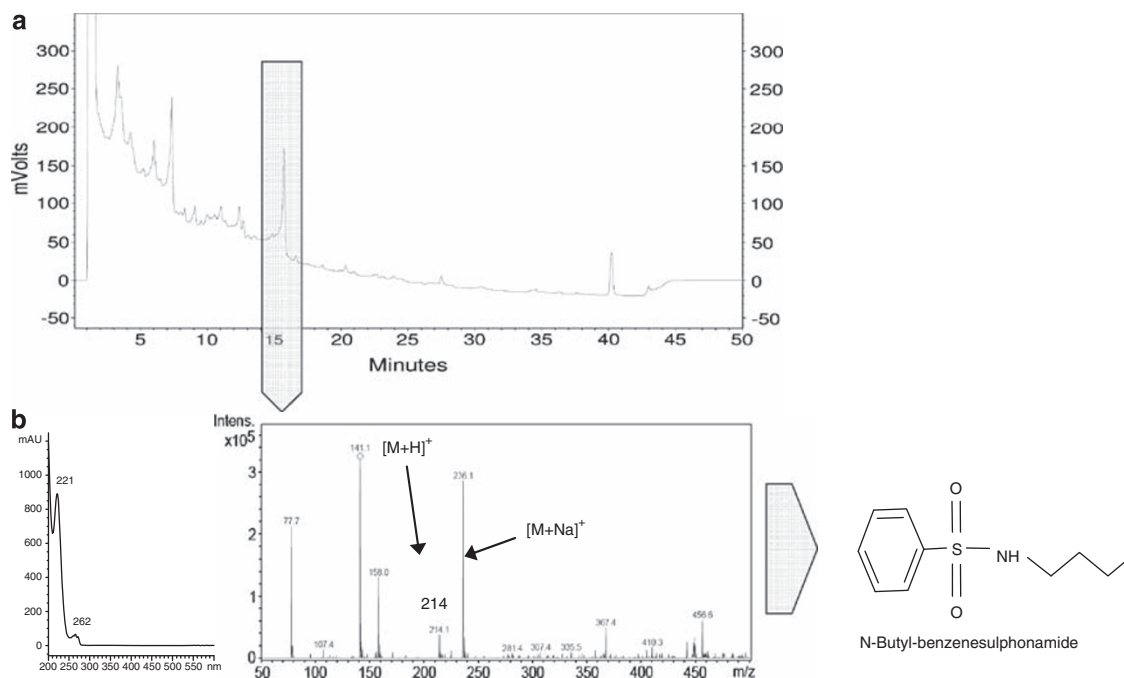 a
300
250
200
150
100
50
0
-50
mVolts
300
250
200
150
100
50
0
-50
5 10 15 20 25 30 35 40 45 50
Minutes
b
mAU
1000
800
600
400
200
0
221
262
200 250 300 350 400 450 500 550 nm
Intens.
x10⁵
3
2
1
0
77.7
107.4
141.1
158.0
[M+H]⁺
214
214.1
236.1
[M+Na]⁺
281.4
307.4
335.5
367.4
410.3
456.6
50 100 150 200 250 300 350 400 450 m/z
O
S
NH
O
N-Butyl-benzenesulphonamide